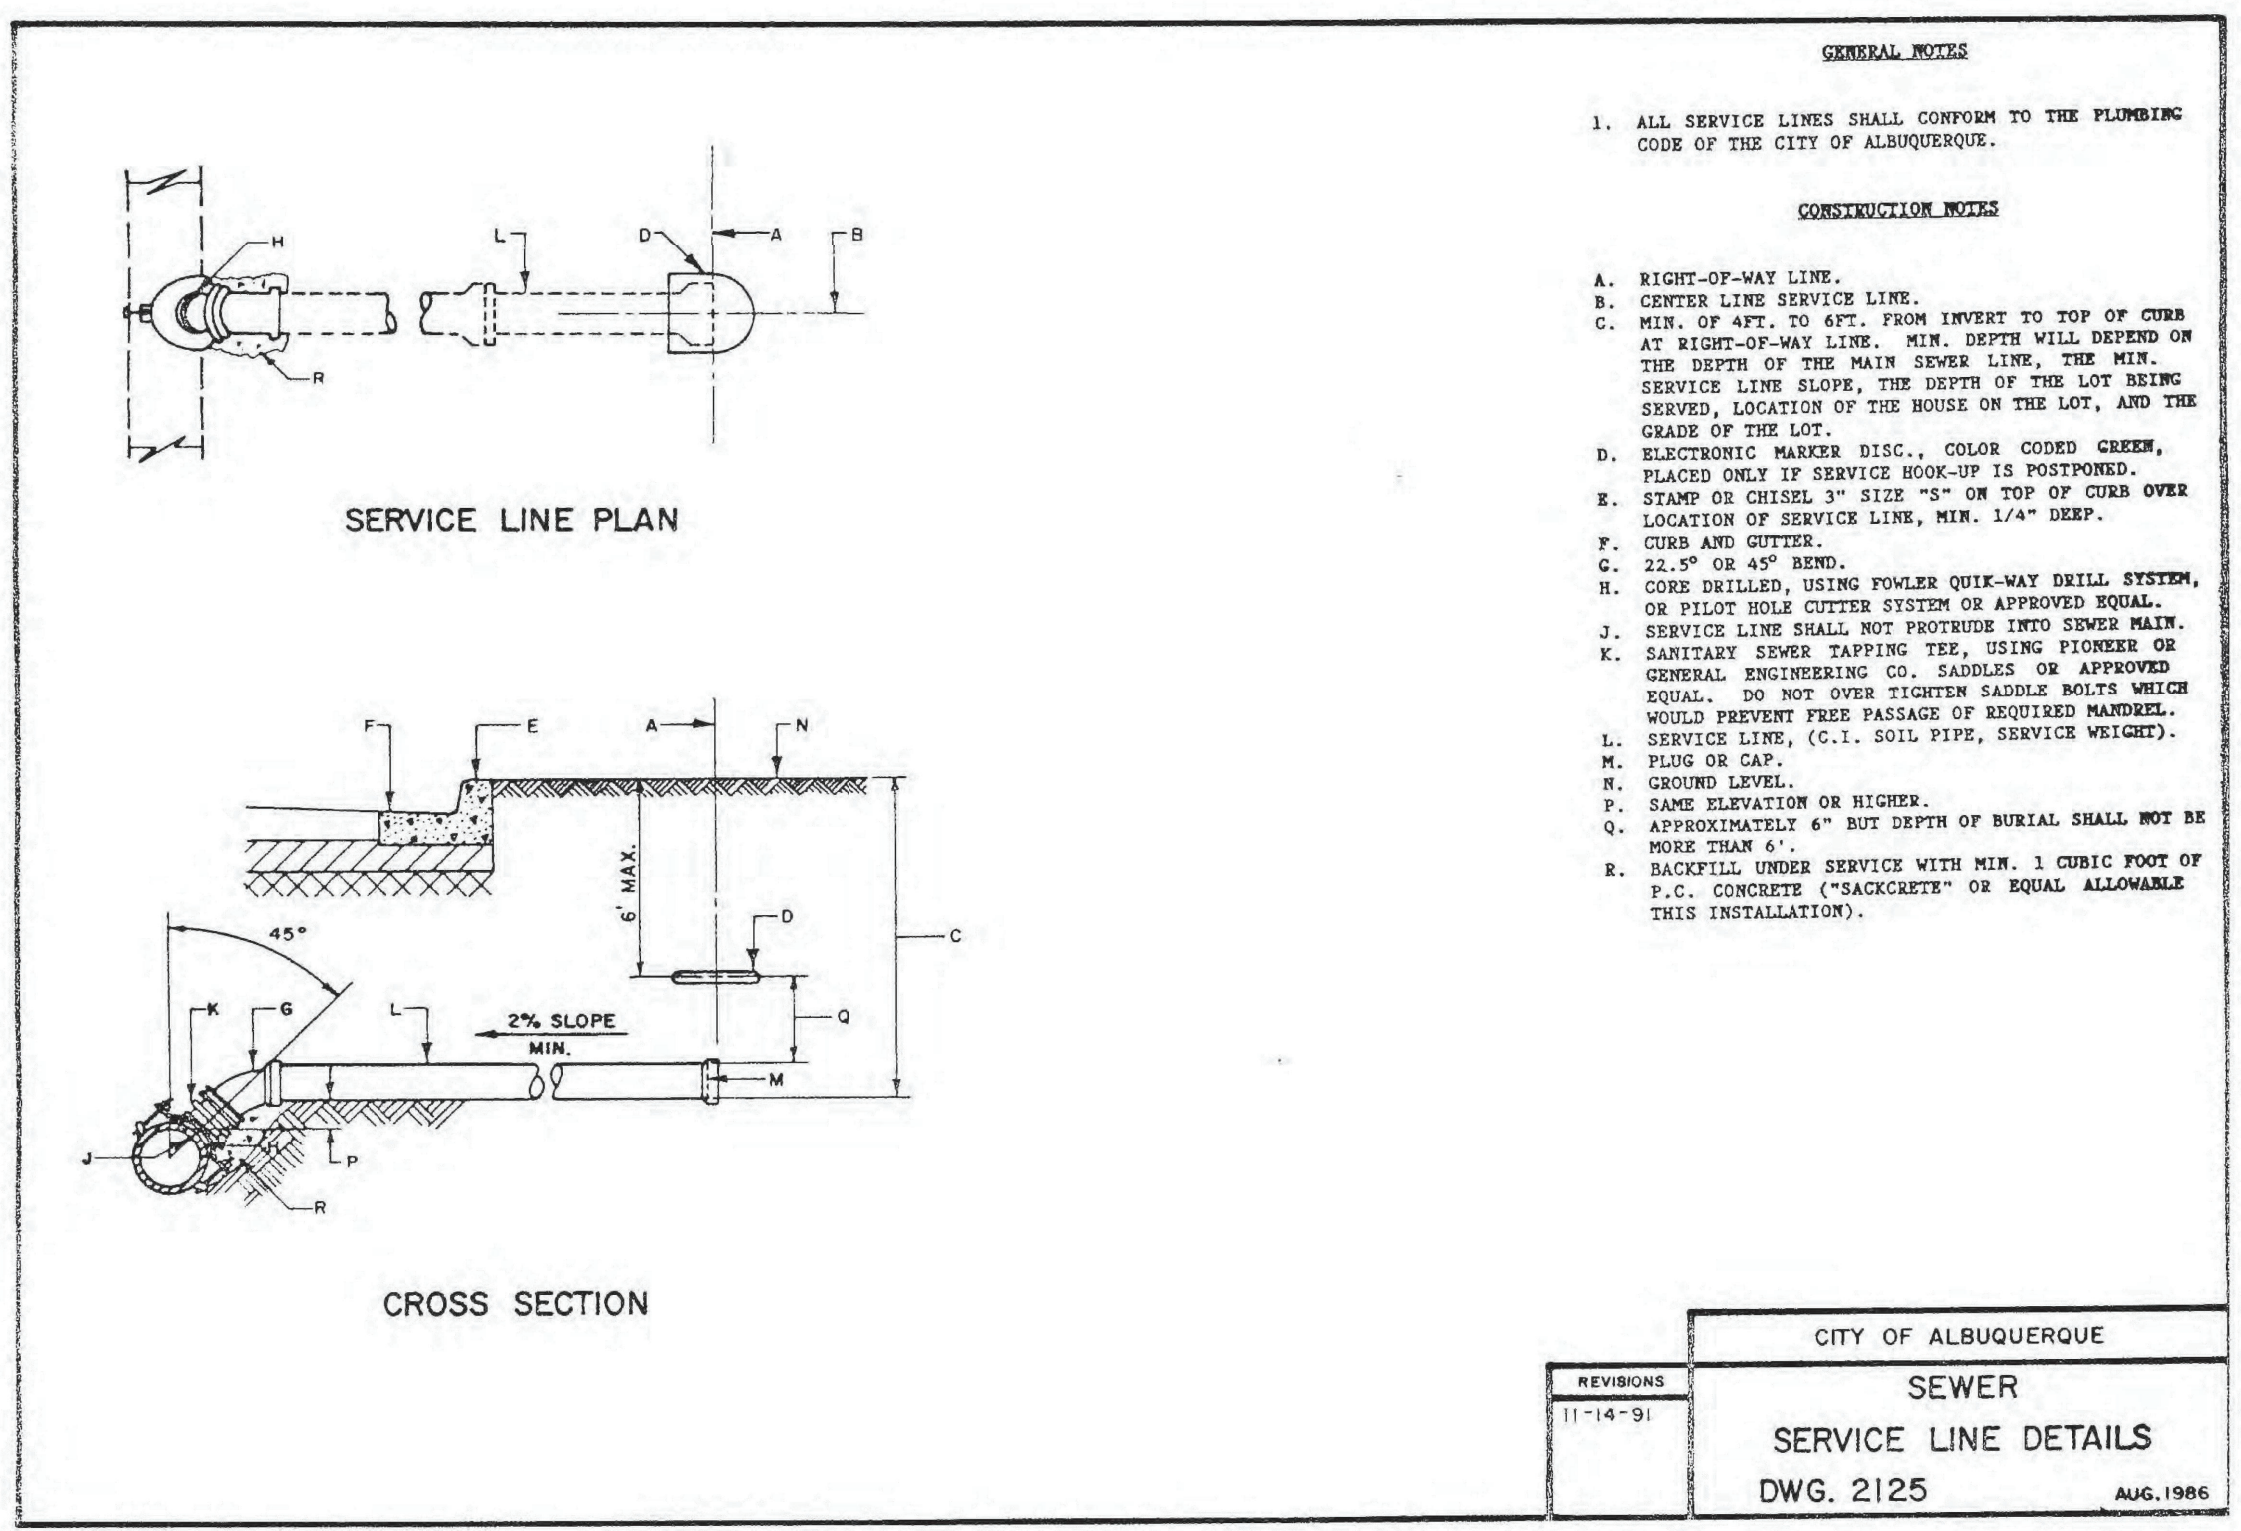 GENERAL NOTES
1. ALL SERVICE LINES SHALL CONFORM TO THE PLUMBING
CODE OF THE CITY OF ALBUQUERQUE.
CONSTRUCTION NOTES
A. RIGHT-OF-WAY LINE.
B. CENTER LINE SERVICE LINE.
C. MIN. OF 4FT. TO 6FT. FROM INVERT TO TOP OF CURB
AT RIGHT-OF-WAY LINE. MIN. DEPTH WILL DEPEND ON
THE DEPTH OF THE MAIN SEWER LINE, THE MIN.
SERVICE LINE SLOPE, THE DEPTH OF THE LOT BEING
SERVED, LOCATION OF THE HOUSE ON THE LOT, AND THE
GRADE OF THE LOT.
D. ELECTRONIC MARKER DISC., COLOR CODED GREEN,
PLACED ONLY IF SERVICE HOOK-UP IS POSTPONED.
E. STAMP OR CHISEL 3" SIZE "S" ON TOP OF CURB OVER
LOCATION OF SERVICE LINE, MIN. 1/4" DEEP.
F. CURB AND GUTTER.
G. 22.5° OR 45° BEND.
H. CORE DRILLED, USING FOWLER QUIK-WAY DRILL SYSTEM,
OR PILOT HOLE CUTTER SYSTEM OR APPROVED EQUAL.
J. SERVICE LINE SHALL NOT PROTRUDE INTO SEWER MAIN.
K. SANITARY SEWER TAPPING TEE, USING PIONEER OR
GENERAL ENGINEERING CO. SADDLES OR APPROVED
EQUAL. DO NOT OVER TIGHTEN SADDLE BOLTS WHICH
WOULD PREVENT FREE PASSAGE OF REQUIRED MANDREL.
L. SERVICE LINE, (C.I. SOIL PIPE, SERVICE WEIGHT).
M. PLUG OR CAP.
N. GROUND LEVEL.
P. SAME ELEVATION OR HIGHER.
Q. APPROXIMATELY 6" BUT DEPTH OF BURIAL SHALL NOT BE
MORE THAN 6'.
R. BACKFILL UNDER SERVICE WITH MIN. 1 CUBIC FOOT OF
P.C. CONCRETE ("SACKCRETE" OR EQUAL ALLOWABLE
THIS INSTALLATION).
H
L
D
A
B
R
SERVICE LINE PLAN
F
E
A
N
6' MAX.
D
C
45°
K
G
L
2% SLOPE
MIN.
Q
M
J
H
P
R
CROSS SECTION
CITY OF ALBUQUERQUE
REVISIONS
11-14-91
SEWER
SERVICE LINE DETAILS
DWG. 2125
AUG. 1986